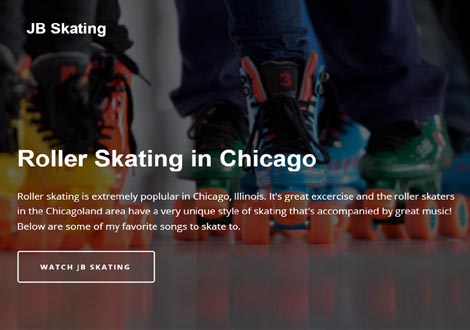 JB Skating
3
Roller Skating in Chicago
Roller skating is extremely poplular in Chicago, Illinois. It's great excercise and the roller skaters
in the Chicagoland area have a very unique style of skating that's accompanied by great music!
Below are some of my favorite songs to skate to.
WATCH JB SKATING